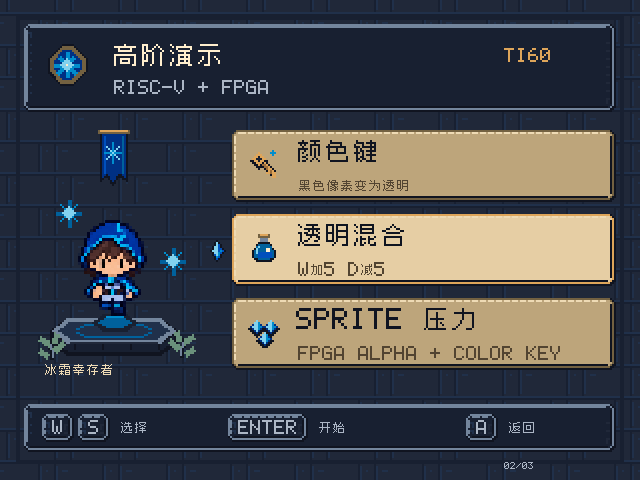 高阶演示
TI60
RISC-V + FPGA
颜色键
黑色像素变为透明
透明混合
W加5 D减5
SPRITE 压力
FPGA ALPHA + COLOR KEY
冰霜幸存者
W S 选择 ENTER 开始 A 返回
02/03